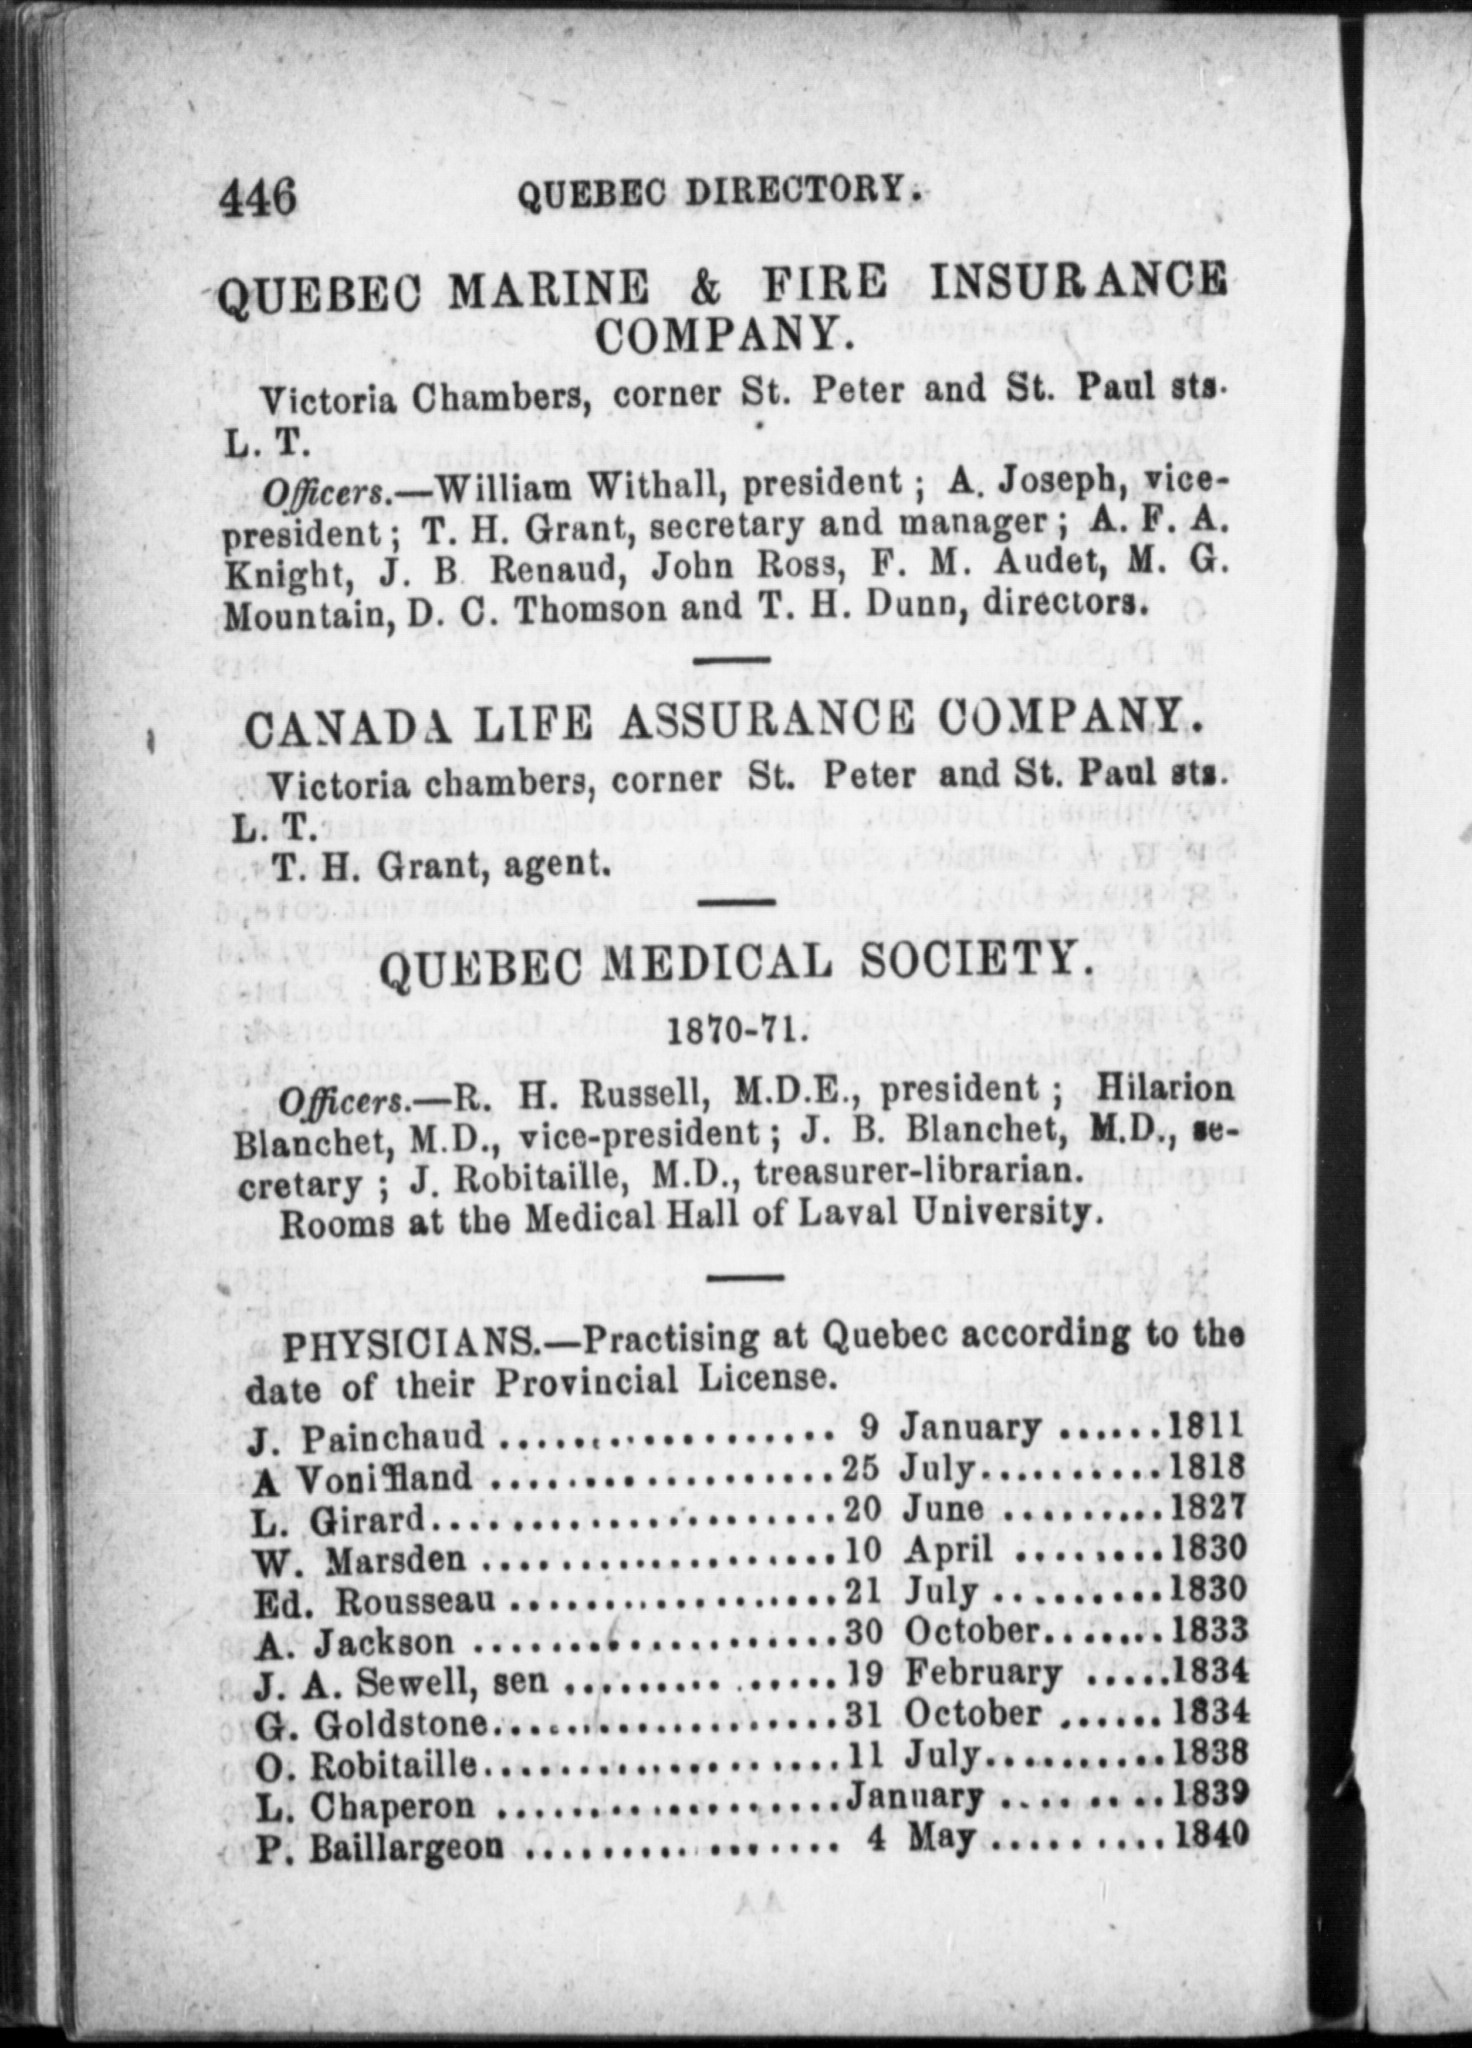 446 QUEBEC DIRECTORY.
QUEBEC MARINE & FIRE INSURANCE
COMPANY.
Victoria Chambers, corner St. Peter and St. Paul sts.
L. T.
Officers.—William Withall, president ; A. Joseph, vice-
president ; T. H. Grant, secretary and manager ; A. F. A.
Knight, J. B. Renaud, John Ross, F. M. Audet, M. G.
Mountain, D. C. Thomson and T. H. Dunn, directors.
CANADA LIFE ASSURANCE COMPANY.
Victoria chambers, corner St. Peter and St. Paul sts.
L. T.
T. H. Grant, agent.
QUEBEC MEDICAL SOCIETY.
1870-71.
Officers.—R. H. Russell, M.D.E., president ; Hilarion
Blanchet, M.D., vice-president ; J. B. Blanchet, M.D., se-
cretary ; J. Robitaille, M.D., treasurer-librarian.
Rooms at the Medical Hall of Laval University.
PHYSICIANS.—Practising at Quebec according to the
date of their Provincial License.
J. Painchaud .................. 9 January ......1811
A Voniffland ..................25 July..........1818
L. Girard.....................20 June .........1827
W. Marsden ..................10 April ........1830
Ed. Rousseau .................21 July .........1830
A. Jackson ...................30 October.......1833
J. A. Sewell, sen ..............19 February .....1834
G. Goldstone..................31 October ......1834
O. Robitaille...................11 July..........1838
L. Chaperon ..................January .........1839
P. Baillargeon ................ 4 May ..........1840